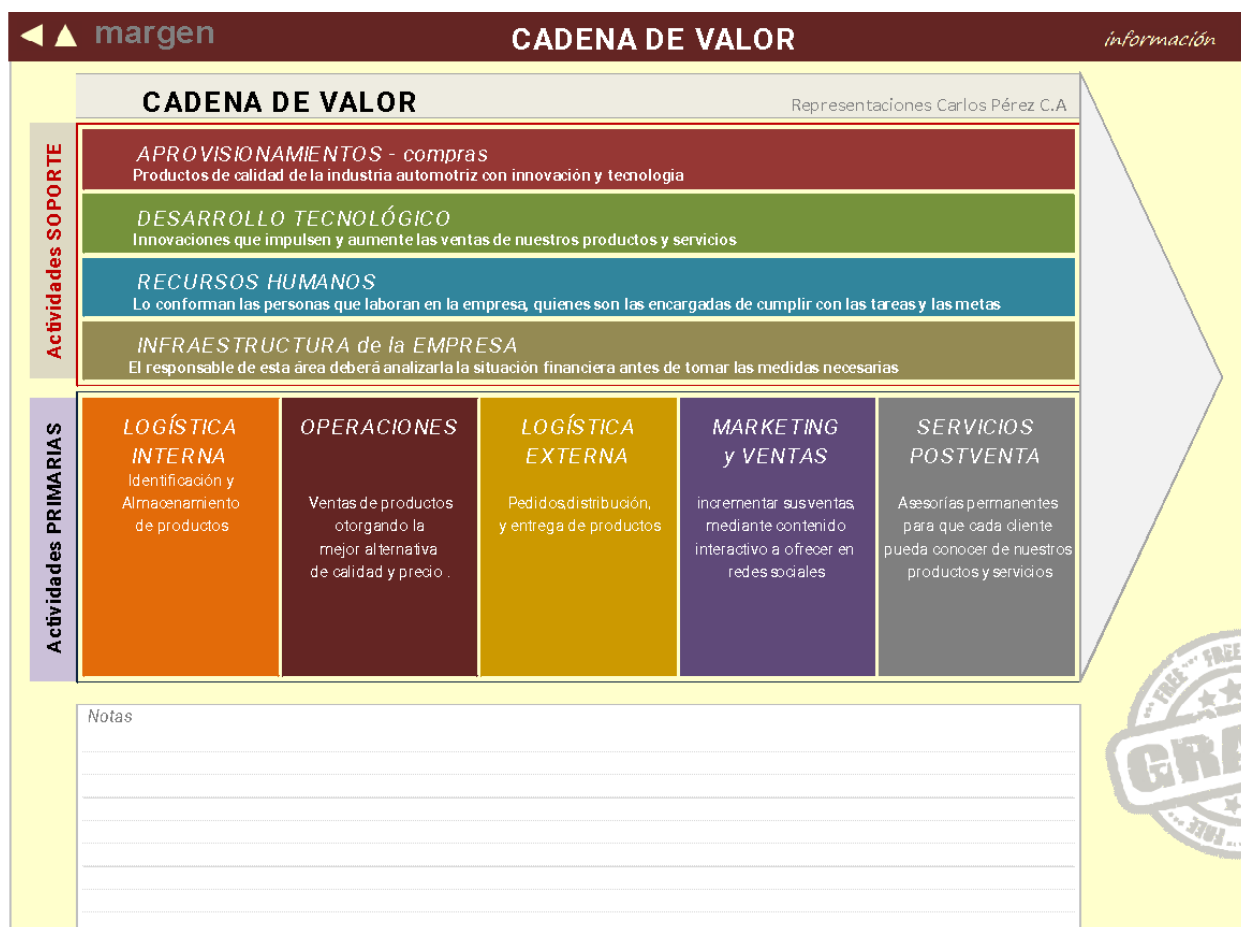 margen
CADENA DE VALOR
información
CADENA DE VALOR
Representaciones Carlos Pérez C.A
Actividades SOPORTE
APROVISIONAMIENTOS - compras
Productos de calidad de la industria automotriz con innovación y tecnologia
DESARROLLO TECNOLÓGICO
Innovaciones que impulsen y aumente las ventas de nuestros productos y servicios
RECURSOS HUMANOS
Lo conforman las personas que laboran en la empresa, quienes son las encargadas de cumplir con las tareas y las metas
INFRAESTRUCTURA de la EMPRESA
El responsable de esta área deberá analizarla la situación financiera antes de tomar las medidas necesarias
Actividades PRIMARIAS
LOGÍSTICA
INTERNA
Identificación y
Almacenamiento
de productos
OPERACIONES
Ventas de productos
otorgando la
mejor alternativa
de calidad y precio .
LOGÍSTICA
EXTERNA
Pedidos,distribución,
y entrega de productos
MARKETING
y VENTAS
incrementar sus ventas,
mediante contenido
interactivo a ofrecer en
redes sociales
SERVICIOS
POSTVENTA
Asesorías permanentes
para que cada cliente
pueda conocer de nuestros
productos y servicios
Notas
FREE
FREE
GRA
FREE